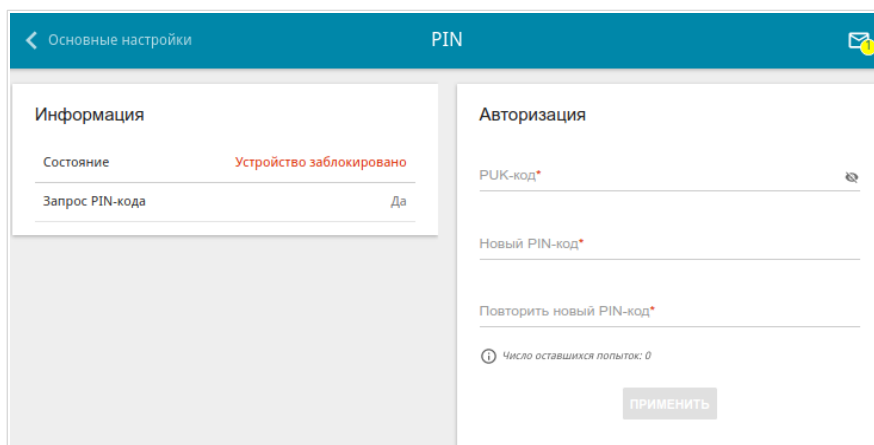 Основные настройки
PIN
1
Информация
Состояние Устройство заблокировано
Запрос PIN-кода Да
Авторизация
PUK-код*
Новый PIN-код*
Повторить новый PIN-код*
Число оставшихся попыток: 0
ПРИМЕНИТЬ